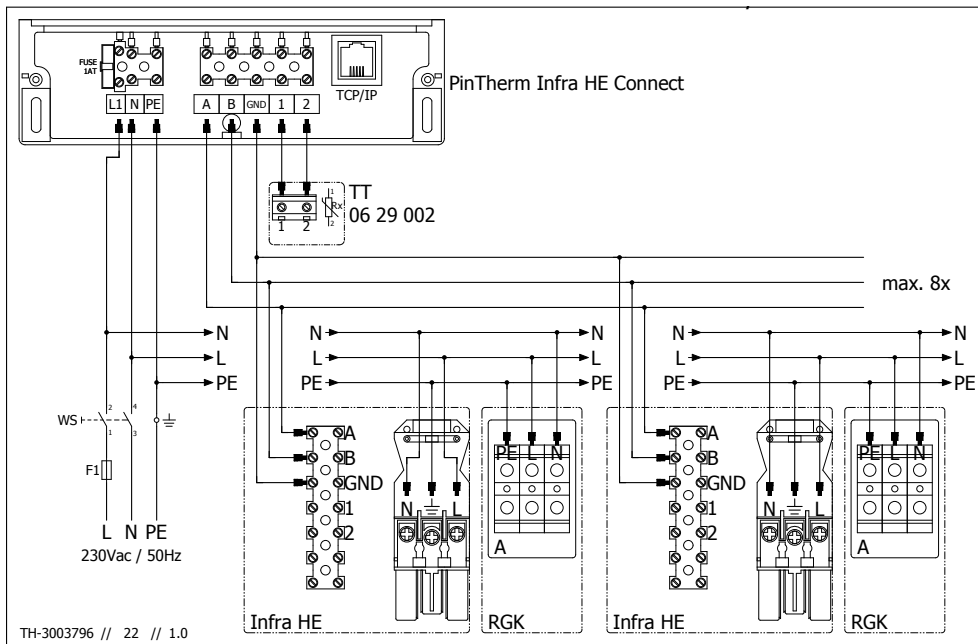 FUSE
1AT
L1 N PE
A B GND 1 2
TCP/IP
PinTherm Infra HE Connect
1 2
1
Rx
2
TT
06 29 002
max. 8x
N
L
PE
N
L
PE
N
L
PE
N
L
PE
N
L
PE
WS
2 4
1 3
F1
L N PE
230Vac / 50Hz
A
B
GND
1
2
N L
Infra HE
PE L N
A
RGK
A
B
GND
1
2
N L
Infra HE
PE L N
A
RGK
TH-3003796 // 22 // 1.0